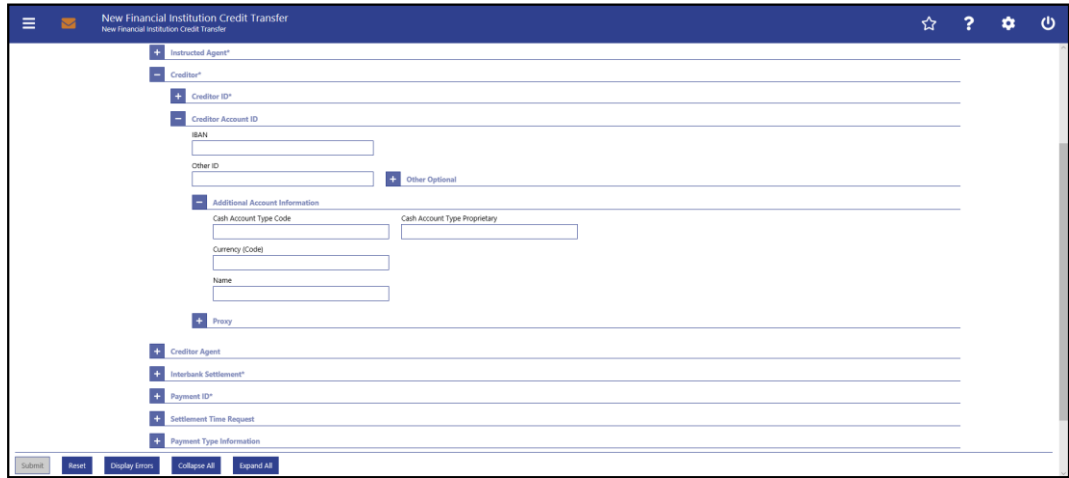 New Financial Institution Credit Transfer
New Financial Institution Credit Transfer
?
+ Instructed Agent*
− Creditor*
+ Creditor ID*
− Creditor Account ID
IBAN
Other ID
+ Other Optional
− Additional Account Information
Cash Account Type Code Cash Account Type Proprietary
Currency (Code)
Name
+ Proxy
+ Creditor Agent
+ Interbank Settlement*
+ Payment ID*
+ Settlement Time Request
+ Payment Type Information
Submit Reset Display Errors Collapse All Expand All